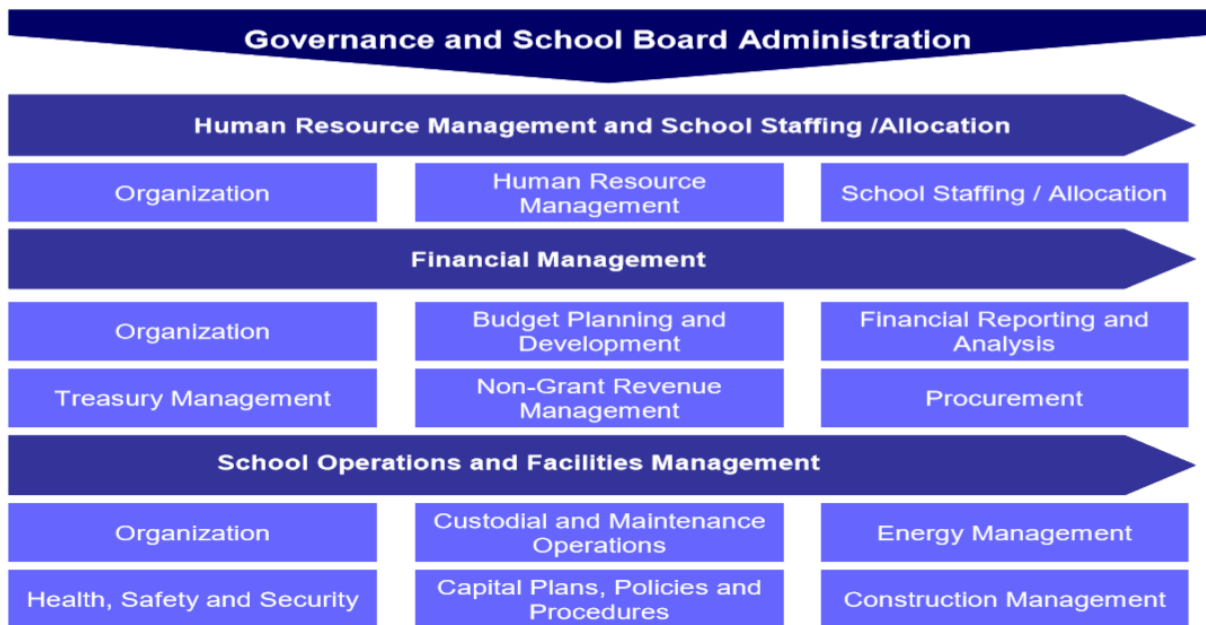 Governance and School Board Administration
Human Resource Management and School Staffing /Allocation
Organization
Human Resource
Management
School Staffing / Allocation
Financial Management
Organization
Budget Planning and
Development
Financial Reporting and
Analysis
Treasury Management
Non-Grant Revenue
Management
Procurement
School Operations and Facilities Management
Organization
Custodial and Maintenance
Operations
Energy Management
Health, Safety and Security
Capital Plans, Policies and
Procedures
Construction Management